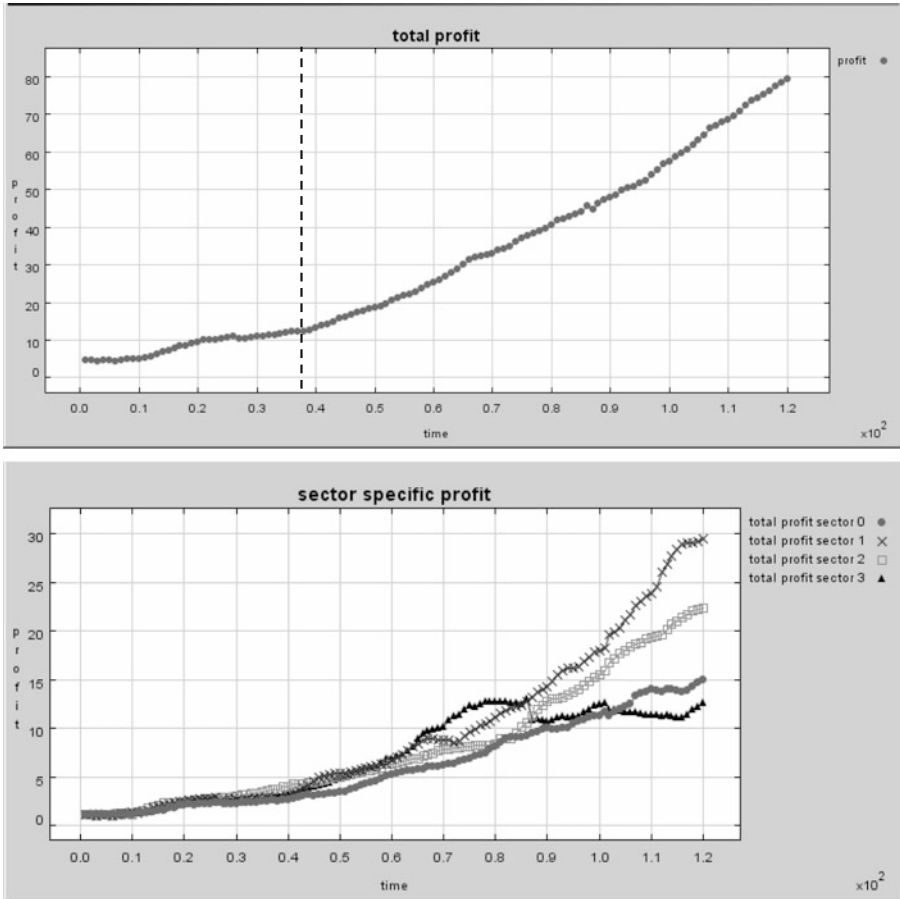 total profit
profit
80
70
60
50
40
30
20
10
0
profit
0.0 0.1 0.2 0.3 0.4 0.5 0.6 0.7 0.8 0.9 1.0 1.1 1.2
time
x10²
sector specific profit
total profit sector 0
total profit sector 1
total profit sector 2
total profit sector 3
30
25
20
15
10
5
0
profit
0.0 0.1 0.2 0.3 0.4 0.5 0.6 0.7 0.8 0.9 1.0 1.1 1.2
time
x10²